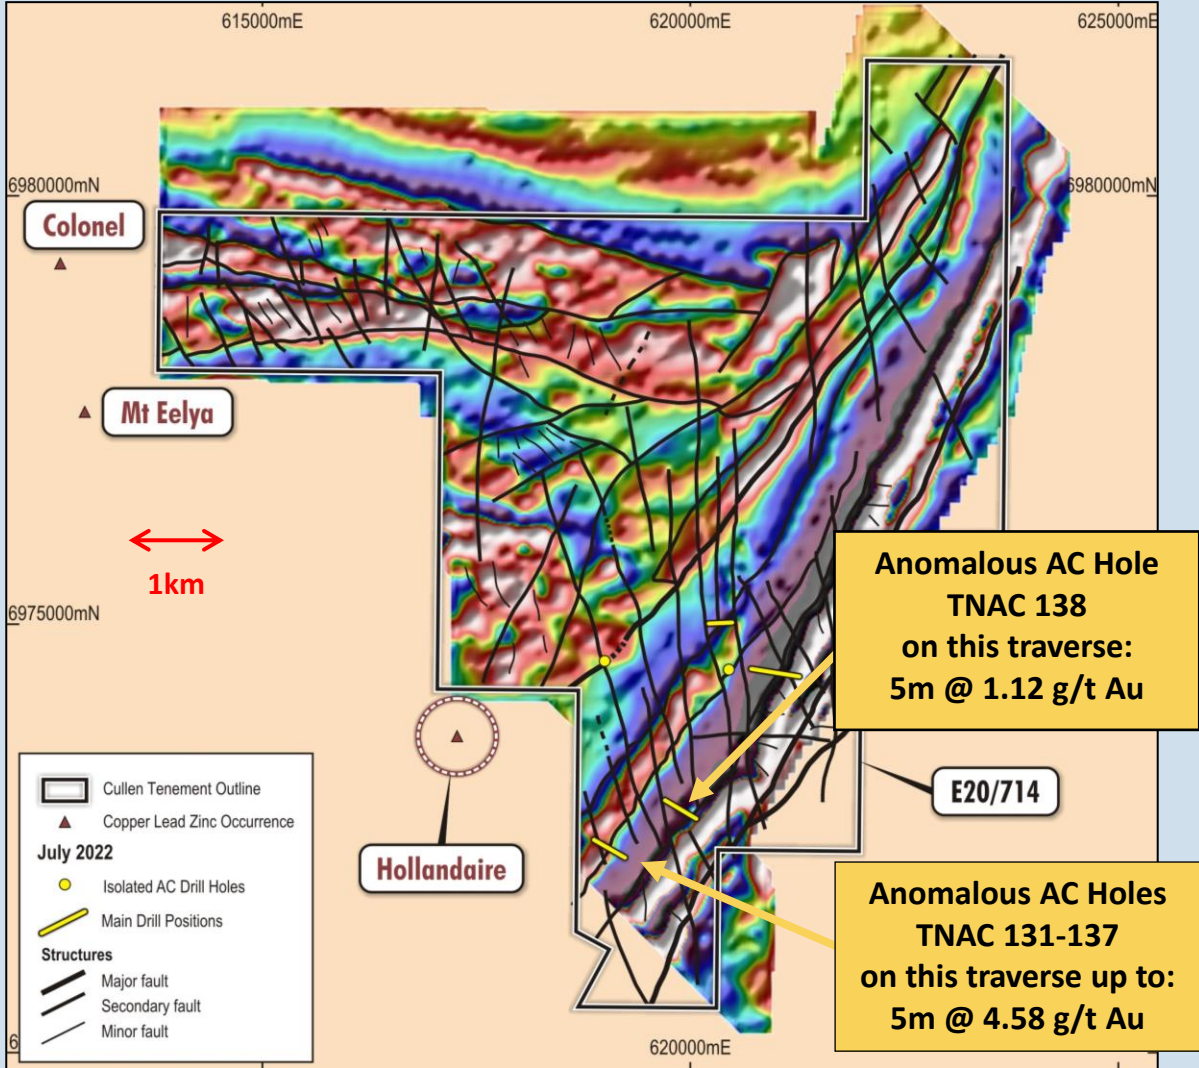 615000mE
620000mE
625000mE
6980000mN
6980000mN
Colonel
Mt Eelya
1km
6975000mN
Anomalous AC Hole
TNAC 138
on this traverse:
5m @ 1.12 g/t Au
E20/714
Hollandaire
Cullen Tenement Outline
Copper Lead Zinc Occurrence
July 2022
Isolated AC Drill Holes
Main Drill Positions
Structures
Major fault
Secondary fault
Minor fault
Anomalous AC Holes
TNAC 131-137
on this traverse up to:
5m @ 4.58 g/t Au
6
620000mE